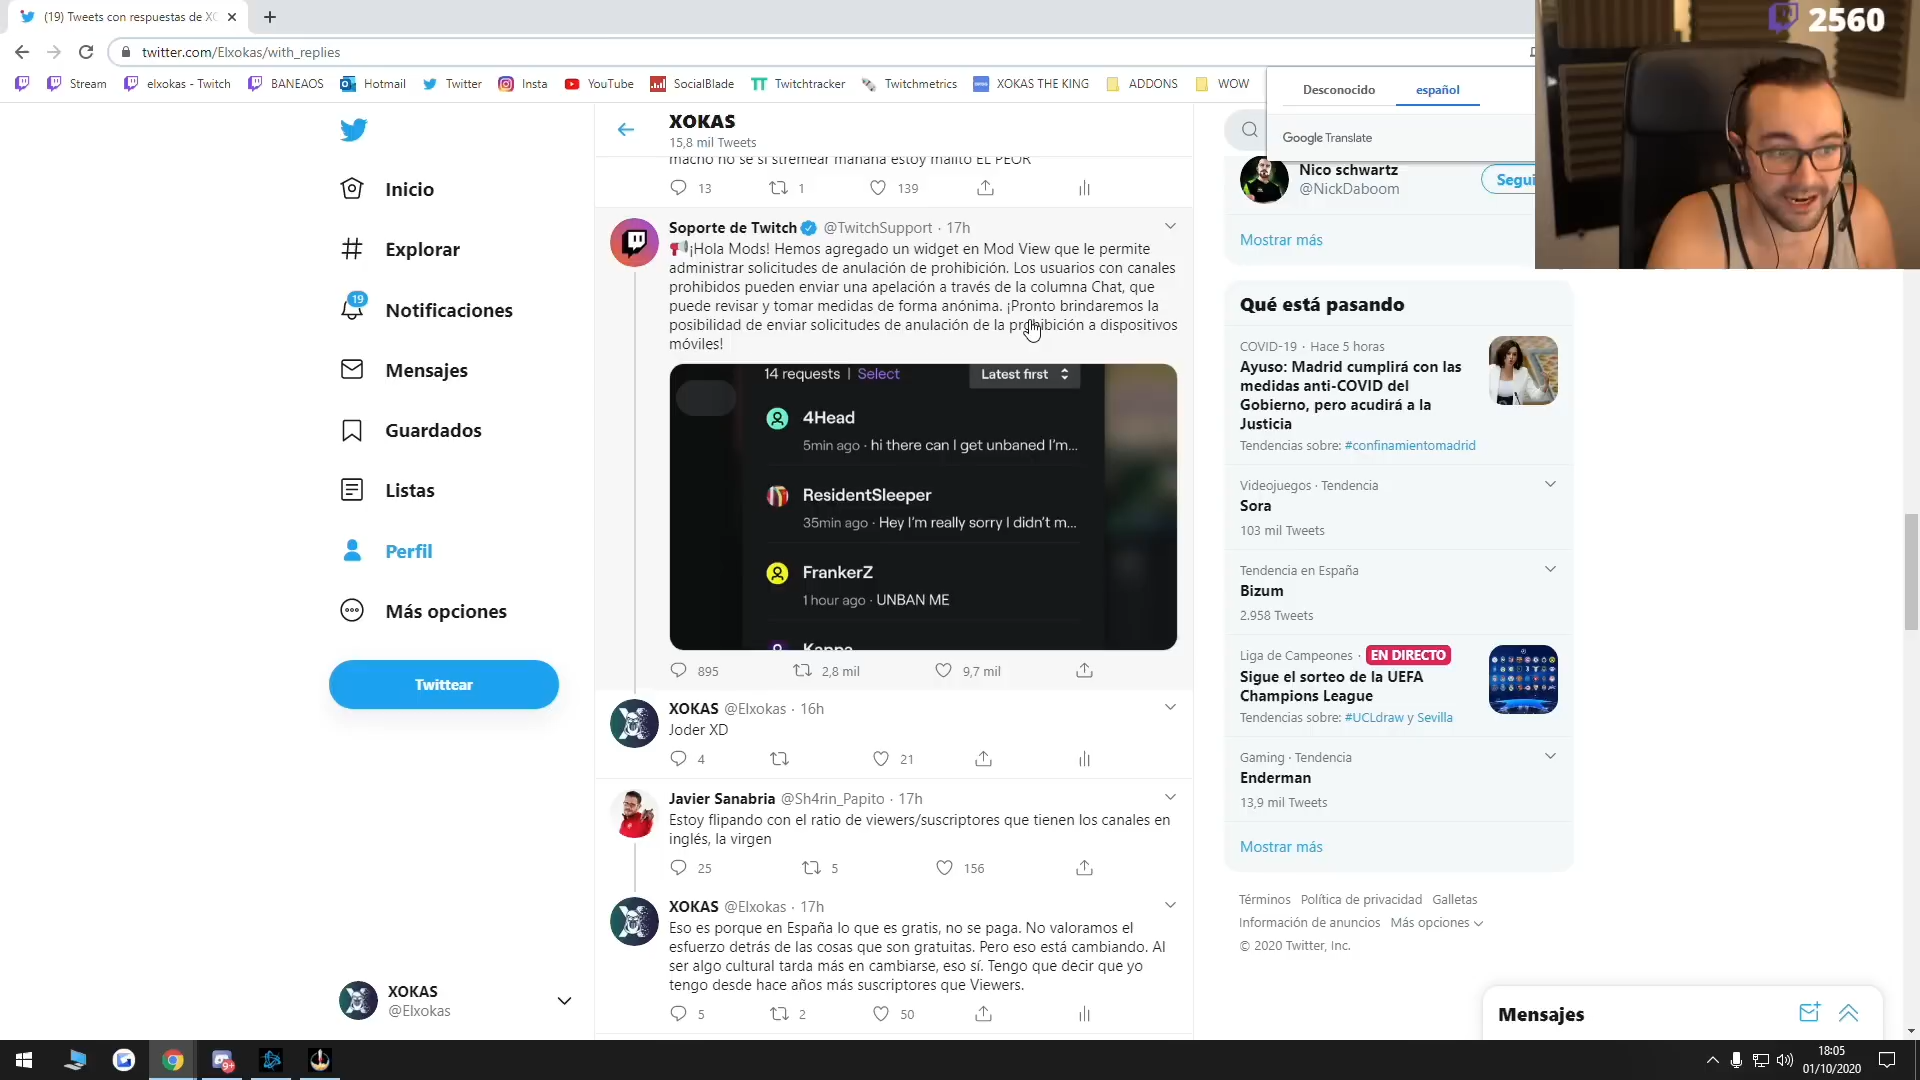 (19) Tweets con respuestas de XO
twitter.com/Elxokas/with_replies
Stream
elxokas - Twitch
BANEAOS
Hotmail
Twitter
Insta
YouTube
SocialBlade
Twitchtracker
Twitchmetrics
XOKAS THE KING
ADDONS
WOW
2560
Desconocido
español
Google Translate
Inicio
Explorar
19
Notificaciones
Mensajes
Guardados
Listas
Perfil
Más opciones
Twittear
XOKAS
@Elxokas
XOKAS
15,8 mil Tweets
macho no se si stremear mañana estoy malito EL PEOR
13
1
139
Soporte de Twitch @TwitchSupport · 17h
¡Hola Mods! Hemos agregado un widget en Mod View que le permite
administrar solicitudes de anulación de prohibición. Los usuarios con canales
prohibidos pueden enviar una apelación a través de la columna Chat, que
puede revisar y tomar medidas de forma anónima. ¡Pronto brindaremos la
posibilidad de enviar solicitudes de anulación de la prohibición a dispositivos
móviles!
14 requests | Select
Latest first
4Head
5min ago · hi there can I get unbaned I'm...
ResidentSleeper
35min ago · Hey I'm really sorry I didn't m...
FrankerZ
1 hour ago · UNBAN ME
Kappa
895
2,8 mil
9,7 mil
XOKAS @Elxokas · 16h
Joder XD
4
21
Javier Sanabria @Sh4rin_Papito · 17h
Estoy flipando con el ratio de viewers/suscriptores que tienen los canales en
inglés, la virgen
25
5
156
XOKAS @Elxokas · 17h
Eso es porque en España lo que es gratis, no se paga. No valoramos el
esfuerzo detrás de las cosas que son gratuitas. Pero eso está cambiando. Al
ser algo cultural tarda más en cambiarse, eso sí. Tengo que decir que yo
tengo desde hace años más suscriptores que Viewers.
5
2
50
Nico schwartz
@NickDaboom
Segui
Mostrar más
Qué está pasando
COVID-19 · Hace 5 horas
Ayuso: Madrid cumplirá con las
medidas anti-COVID del
Gobierno, pero acudirá a la
Justicia
Tendencias sobre: #confinamientomadrid
Videojuegos · Tendencia
Sora
103 mil Tweets
Tendencia en España
Bizum
2.958 Tweets
Liga de Campeones · EN DIRECTO
Sigue el sorteo de la UEFA
Champions League
Tendencias sobre: #UCLdraw y Sevilla
Gaming · Tendencia
Enderman
13,9 mil Tweets
Mostrar más
Términos Política de privacidad Galletas
Información de anuncios Más opciones
© 2020 Twitter, Inc.
Mensajes
9+
18:05
01/10/2020